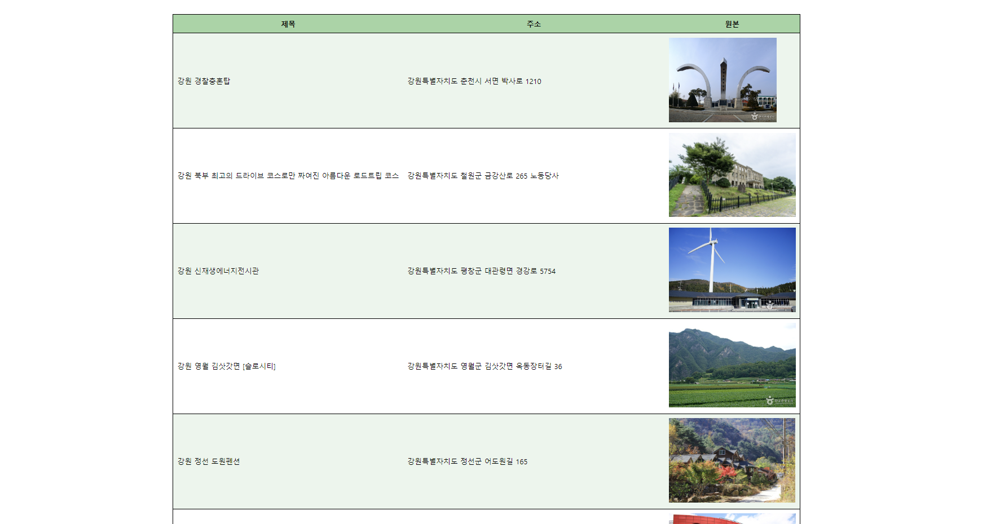 제목 주소 원본
강원 경찰충혼탑 강원특별자치도 춘천시 서면 박사로 1210
강원 북부 최고의 드라이브 코스로만 짜여진 아름다운 로드트립 코스 강원특별자치도 철원군 금강산로 265 노동당사
강원 신재생에너지전시관 강원특별자치도 평창군 대관령면 경강로 5754
강원 영월 김삿갓면 [슬로시티] 강원특별자치도 영월군 김삿갓면 옥동장터길 36
강원 정선 도원펜션 강원특별자치도 정선군 어도원길 165